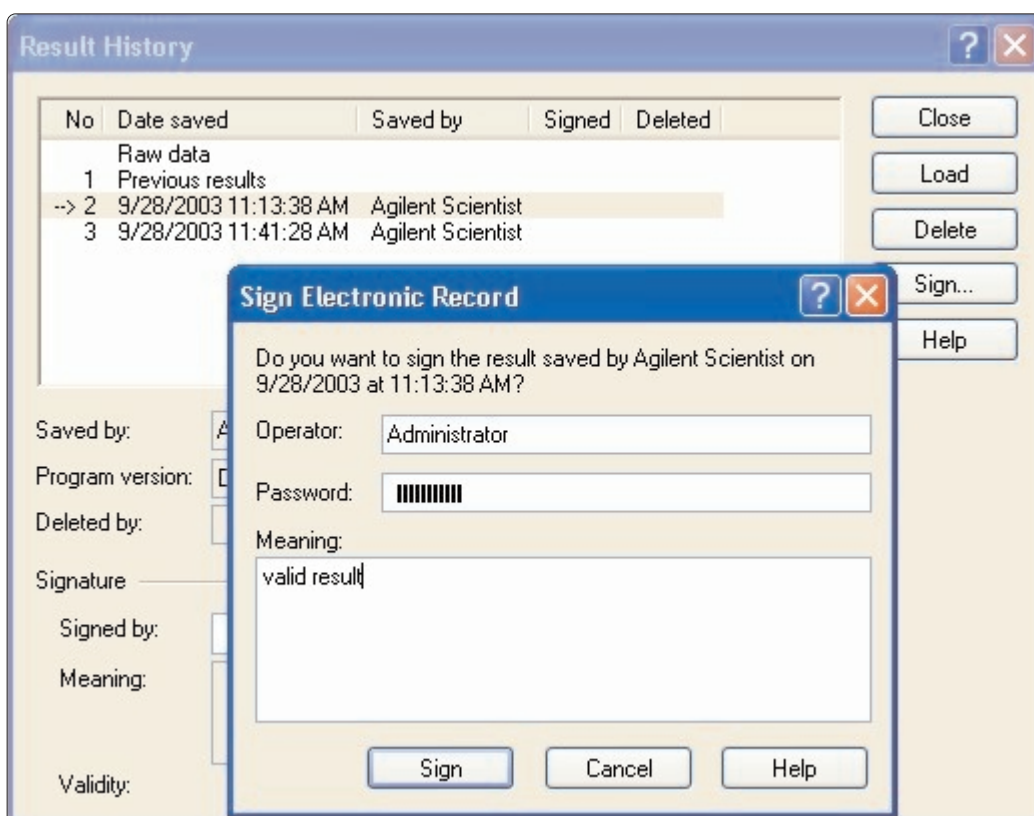 Result History
No Date saved Saved by Signed Deleted
Raw data
1 Previous results
--> 2 9/28/2003 11:13:38 AM Agilent Scientist
3 9/28/2003 11:41:28 AM Agilent Scientist
Close
Load
Delete
Sign...
Help
Saved by:
Program version:
Deleted by:
Signature
Signed by:
Meaning:
Validity:
Sign Electronic Record
Do you want to sign the result saved by Agilent Scientist on
9/28/2003 at 11:13:38 AM?
Operator: Administrator
Password:
Meaning:
valid result
Sign Cancel Help